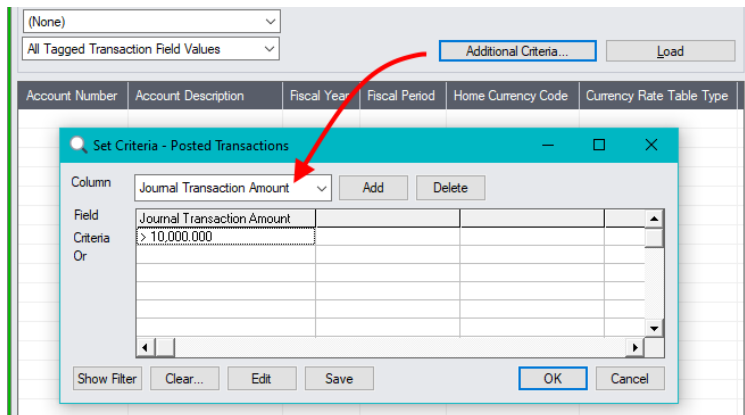 (None)
All Tagged Transaction Field Values
Additional Criteria...
Load
Account Number Account Description Fiscal Year Fiscal Period Home Currency Code Currency Rate Table Type
Set Criteria - Posted Transactions
Column Journal Transaction Amount Add Delete
Field Journal Transaction Amount
Criteria > 10,000.000
Or
Show Filter Clear... Edit Save OK Cancel